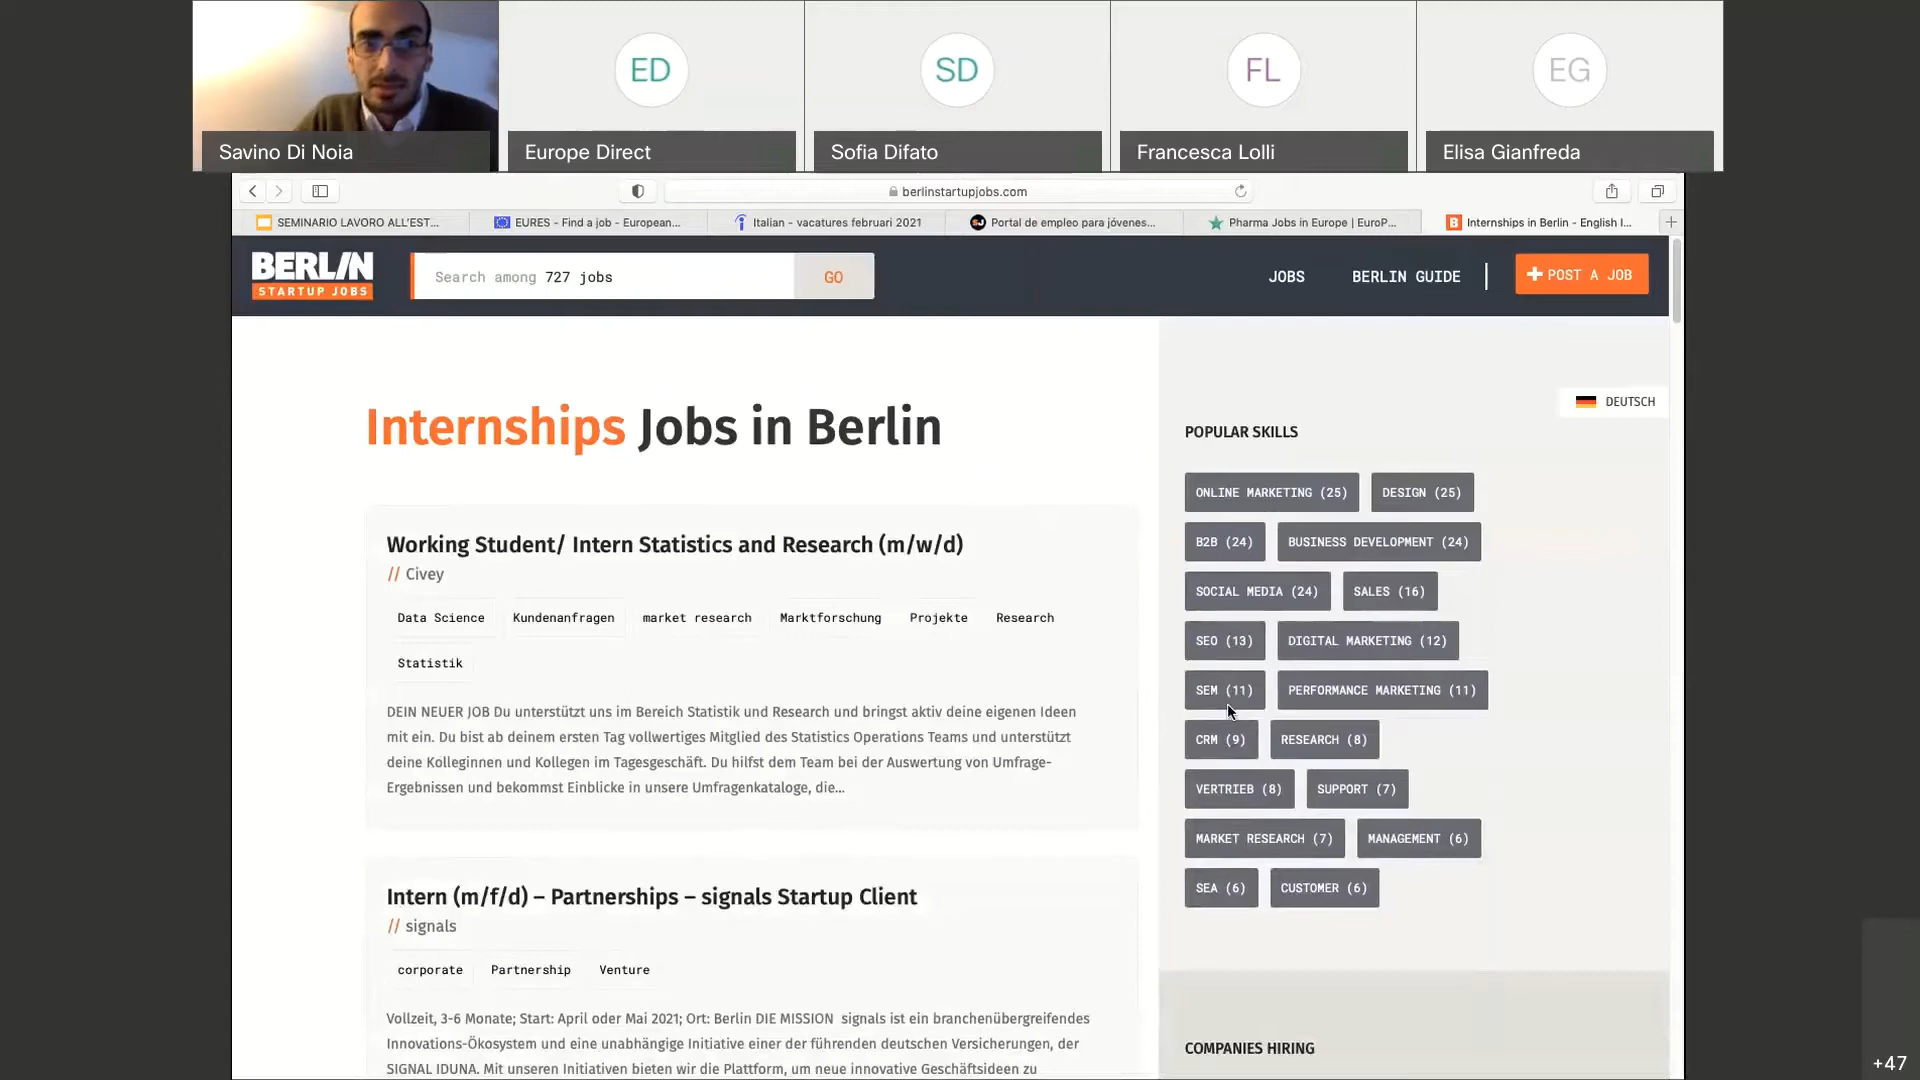 ED
SD
FL
EG
Savino Di Noia
Europe Direct
Sofia Difato
Francesca Lolli
Elisa Gianfreda
berlinstartupjobs.com
SEMINARIO LAVORO ALL'EST...
EURES - Find a job - European...
Italian - vacatures februari 2021
Portal de empleo para jóvenes...
Pharma Jobs in Europe | EuroP...
Internships in Berlin - English I...
BERLIN
STARTUP JOBS
Search among 727 jobs
GO
JOBS
BERLIN GUIDE
POST A JOB
DEUTSCH
Internships Jobs in Berlin
Working Student/ Intern Statistics and Research (m/w/d)
// Civey
Data Science Kundenanfragen market research Marktforschung Projekte Research
Statistik
DEIN NEUER JOB Du unterstützt uns im Bereich Statistik und Research und bringst aktiv deine eigenen Ideen
mit ein. Du bist ab deinem ersten Tag vollwertiges Mitglied des Statistics Operations Teams und unterstützt
deine Kolleginnen und Kollegen im Tagesgeschäft. Du hilfst dem Team bei der Auswertung von Umfrage-
Ergebnissen und bekommst Einblicke in unsere Umfragenkataloge, die...
Intern (m/f/d) – Partnerships – signals Startup Client
// signals
corporate Partnership Venture
Vollzeit, 3-6 Monate; Start: April oder Mai 2021; Ort: Berlin DIE MISSION signals ist ein branchenübergreifendes
Innovations-Ökosystem und eine unabhängige Initiative einer der führenden deutschen Versicherungen, der
SIGNAL IDUNA. Mit unseren Initiativen bieten wir die Plattform, um neue innovative Geschäftsideen zu
POPULAR SKILLS
ONLINE MARKETING (25) DESIGN (25)
B2B (24) BUSINESS DEVELOPMENT (24)
SOCIAL MEDIA (24) SALES (16)
SEO (13) DIGITAL MARKETING (12)
SEM (11) PERFORMANCE MARKETING (11)
CRM (9) RESEARCH (8)
VERTRIEB (8) SUPPORT (7)
MARKET RESEARCH (7) MANAGEMENT (6)
SEA (6) CUSTOMER (6)
COMPANIES HIRING
+47